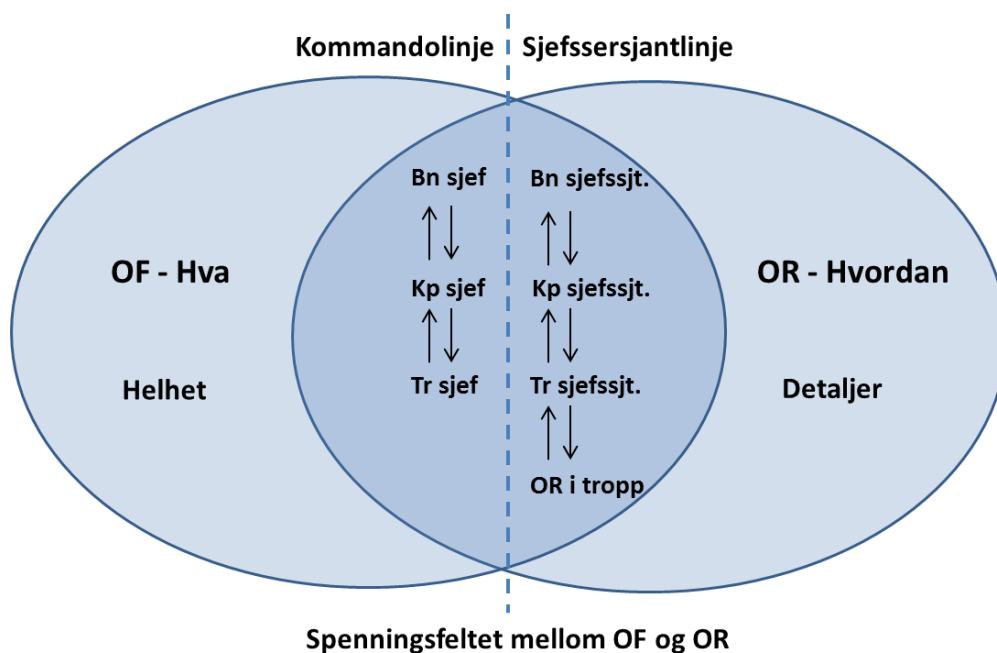 Kommandolinje
Sjefssersjantlinje
Bn sjef
Bn sjefssjt.
OF - Hva
OR - Hvordan
Kp sjef
Kp sjefssjt.
Helhet
Tr sjef
Tr sjefssjt.
Detaljer
OR i tropp
Spenningsfeltet mellom OF og OR